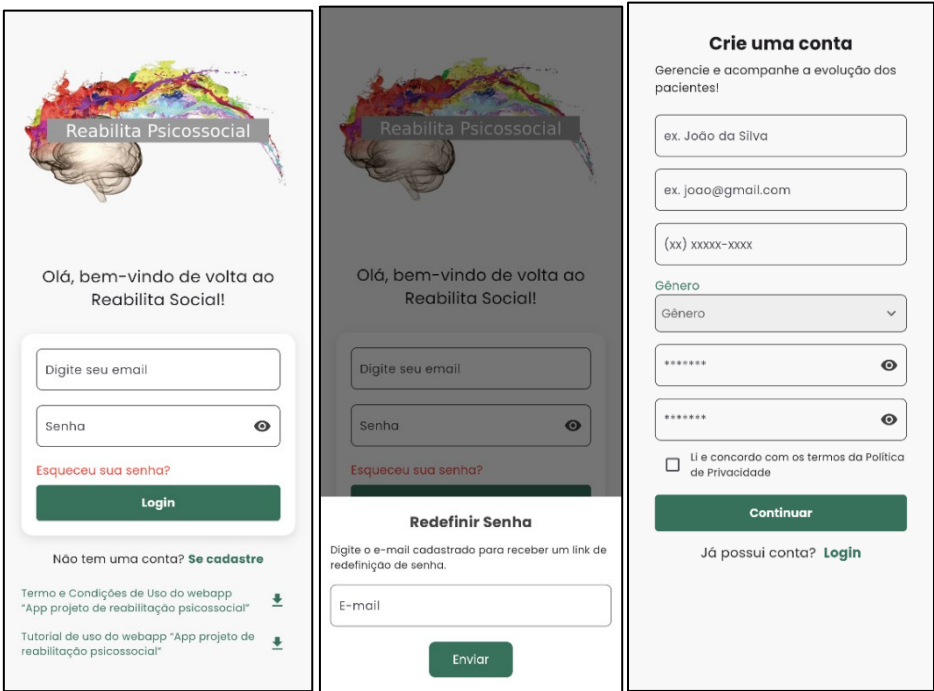 Reabilita Psicossocial
Olá, bem-vindo de volta ao
Reabilita Social!
Digite seu email
Senha
Esqueceu sua senha?
Login
Não tem uma conta? Se cadastre
Termo e Condições de Uso do webapp
“App projeto de reabilitação psicossocial”
Tutorial de uso do webapp “App projeto de
reabilitação psicossocial”
Reabilita Psicossocial
Olá, bem-vindo de volta ao
Reabilita Social!
Digite seu email
Senha
Esqueceu sua senha?
Redefinir Senha
Digite o e-mail cadastrado para receber um link de
redefinição de senha.
E-mail
Enviar
Crie uma conta
Gerencie e acompanhe a evolução dos
pacientes!
ex. João da Silva
ex. joao@gmail.com
(xx) xxxxx-xxxx
Gênero
Gênero
*******
*******
Li e concordo com os termos da Política
de Privacidade
Continuar
Já possui conta? Login